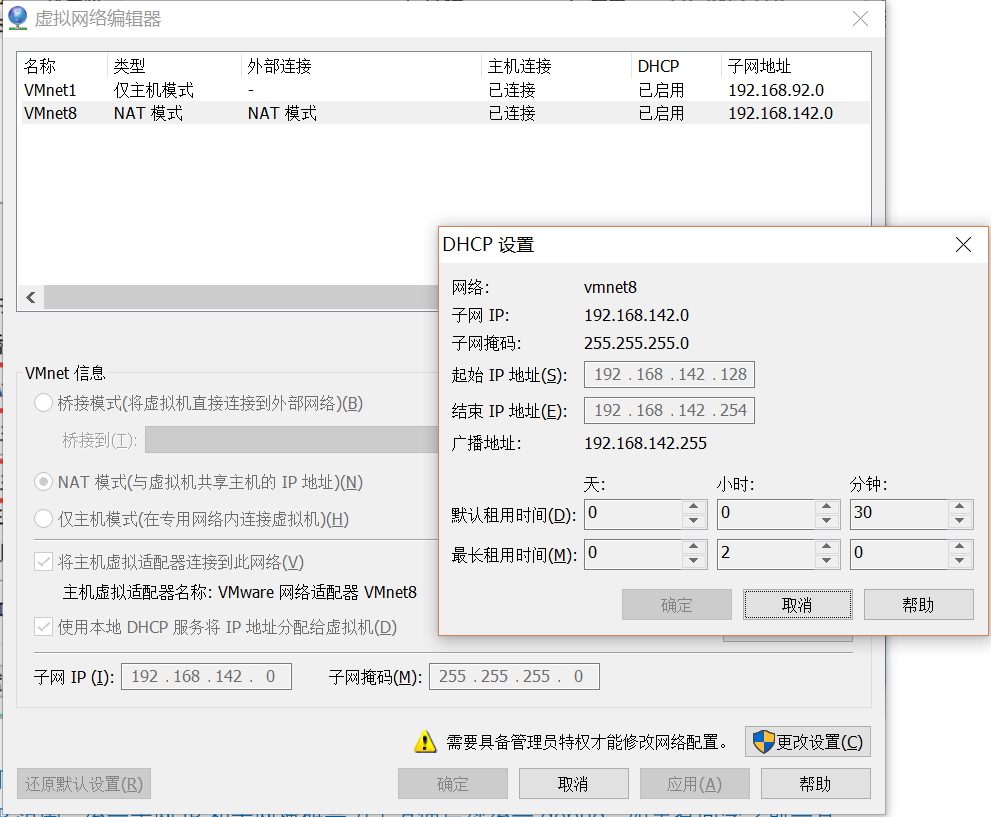 虚拟网络编辑器
名称 类型 外部连接 主机连接 DHCP 子网地址
VMnet1 仅主机模式 - 已连接 已启用 192.168.92.0
VMnet8 NAT 模式 NAT 模式 已连接 已启用 192.168.142.0
DHCP 设置
网络: vmnet8
子网 IP: 192.168.142.0
子网掩码: 255.255.255.0
起始 IP 地址(S): 192 . 168 . 142 . 128
结束 IP 地址(E): 192 . 168 . 142 . 254
广播地址: 192.168.142.255
天: 小时: 分钟:
默认租用时间(D): 0 0 30
最长租用时间(M): 0 2 0
确定 取消 帮助
VMnet 信息
桥接模式(将虚拟机直接连接到外部网络)(B)
桥接到(T):
NAT 模式(与虚拟机共享主机的 IP 地址)(N)
仅主机模式(在专用网络内连接虚拟机)(H)
将主机虚拟适配器连接到此网络(V)
主机虚拟适配器名称: VMware 网络适配器 VMnet8
使用本地 DHCP 服务将 IP 地址分配给虚拟机(D)
子网 IP (I): 192 . 168 . 142 . 0 子网掩码(M): 255 . 255 . 255 . 0
需要具备管理员特权才能修改网络配置。 更改设置(C)
还原默认设置(R) 确定 取消 应用(A) 帮助